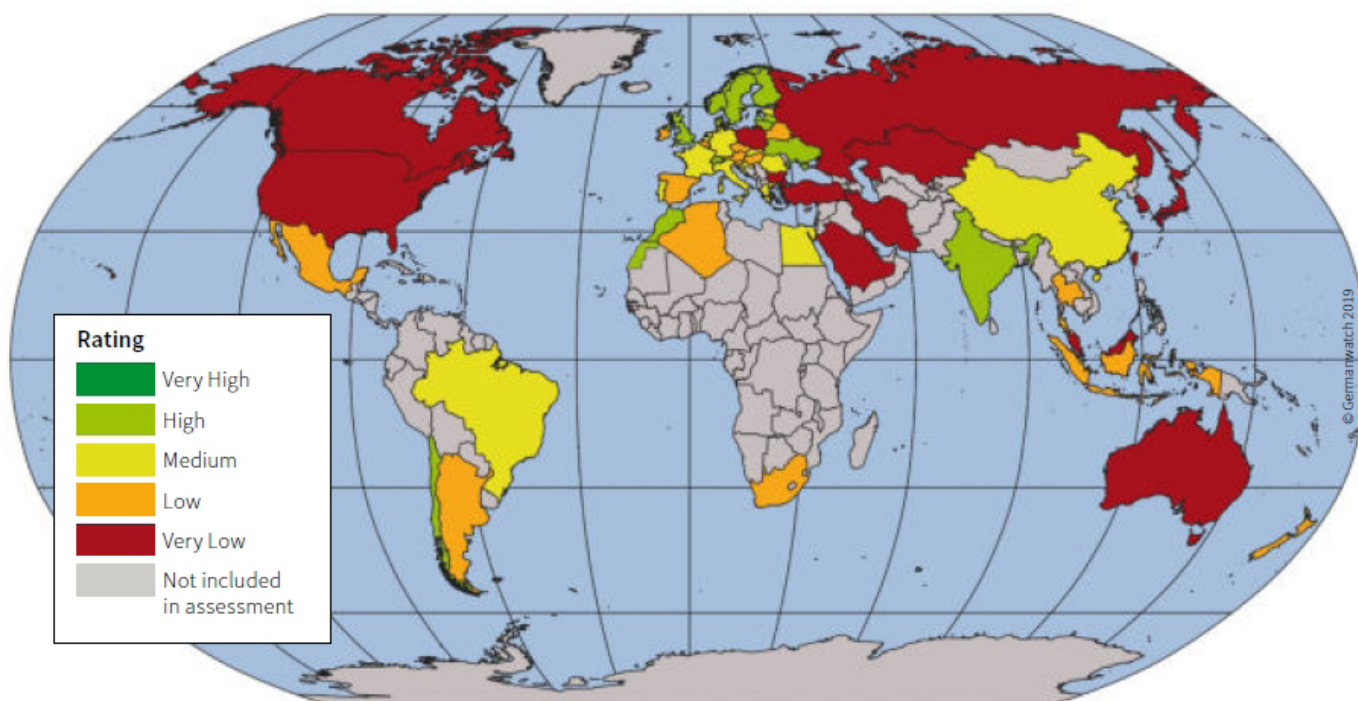 Rating
Very High
High
Medium
Low
Very Low
Not included
in assessment
© Germanwatch 2019